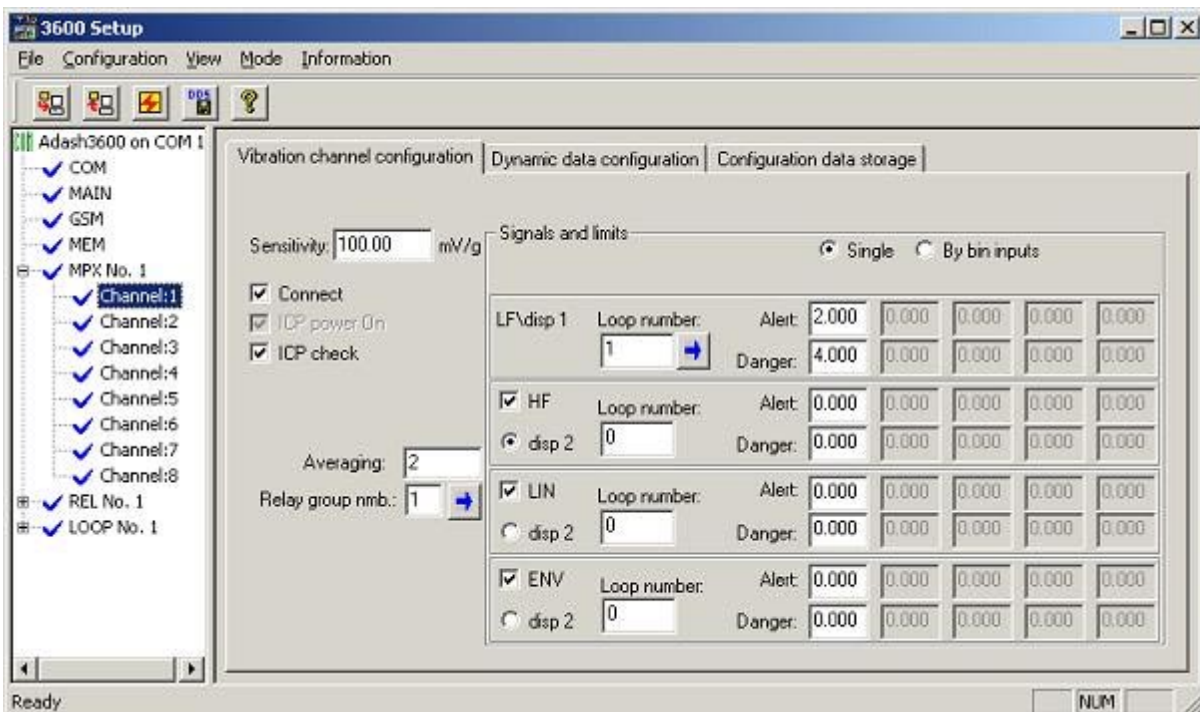 3600 Setup
File Configuration View Mode Information
DDS
?
Adash3600 on COM 1
COM
MAIN
GSM
MEM
MPX No. 1
Channel:1
Channel:2
Channel:3
Channel:4
Channel:5
Channel:6
Channel:7
Channel:8
REL No. 1
LOOP No. 1
Vibration channel configuration Dynamic data configuration Configuration data storage
Sensitivity: 100.00 mV/g
Connect
ICP power On
ICP check
Averaging: 2
Relay group nmb.: 1
Signals and limits
Single By bin inputs
LF\disp 1 Loop number: Alert: 2.000 0.000 0.000 0.000 0.000
1 Danger: 4.000 0.000 0.000 0.000 0.000
HF Loop number: Alert: 0.000 0.000 0.000 0.000 0.000
disp 2 0 Danger: 0.000 0.000 0.000 0.000 0.000
LIN Loop number: Alert: 0.000 0.000 0.000 0.000 0.000
disp 2 0 Danger: 0.000 0.000 0.000 0.000 0.000
ENV Loop number: Alert: 0.000 0.000 0.000 0.000 0.000
disp 2 0 Danger: 0.000 0.000 0.000 0.000 0.000
Ready NUM